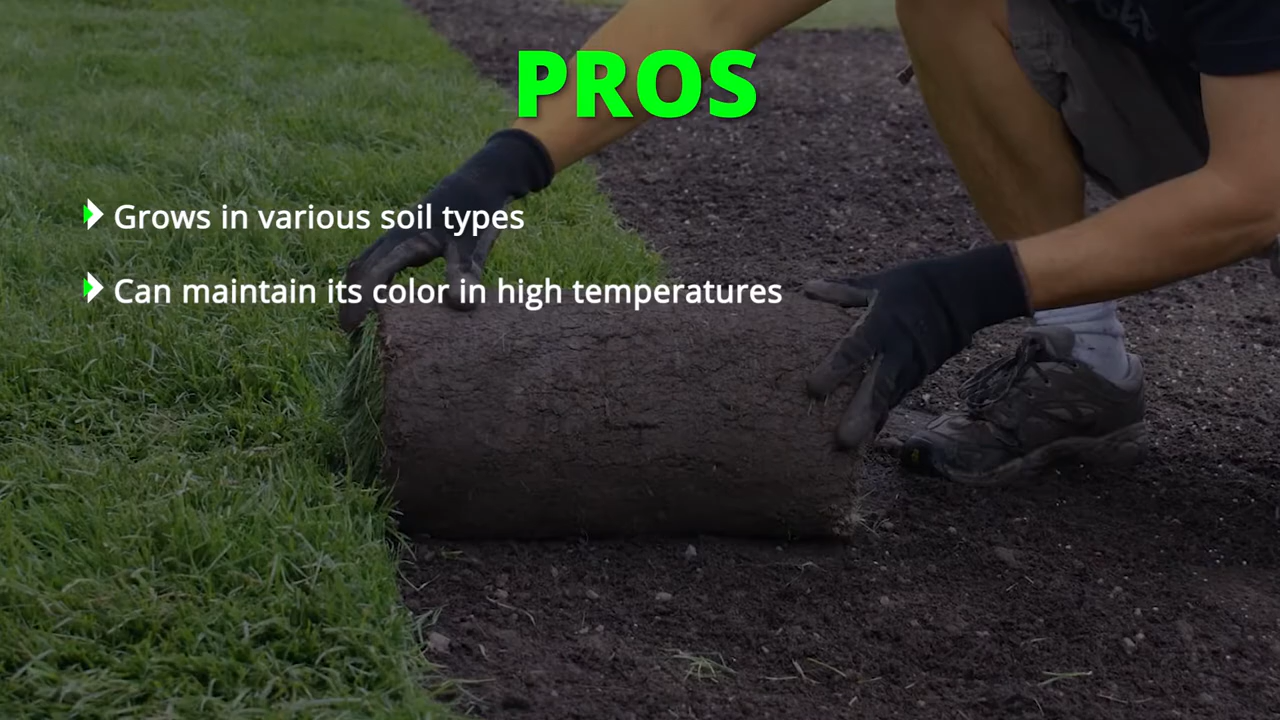 PROS
Grows in various soil types
Can maintain its color in high temperatures